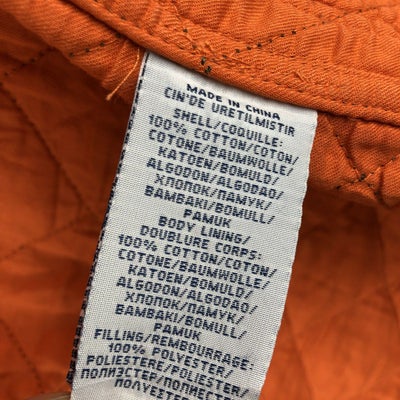 MADE IN CHINA
CIN'DE URETILMISTIR
SHELL/COQUILLE:
100% COTTON/COTON/
COTONE/BAUMWOLLE/
KATOEN/BOMULD/
ALGODON/ALGODAO/
ХЛОПОК/ПАМУК/
BAMBAKI/BOMULL/
PAMUK
BODY LINING/
DOUBLURE CORPS:
100% COTTON/COTON/
COTONE/BAUMWOLLE/
KATOEN/BOMULD/
ALGODON/ALGODAO/
ХЛОПОК/ПАМУК/
BAMBAKI/BOMULL/
PAMUK
FILLING/REMBOURRAGE:
100% POLYESTER/
POLIESTERE/POLIESTER/
ПОЛИЭСТЕР/ПОЛИЕСТЕР/
ПОЛУЕСТЕР/